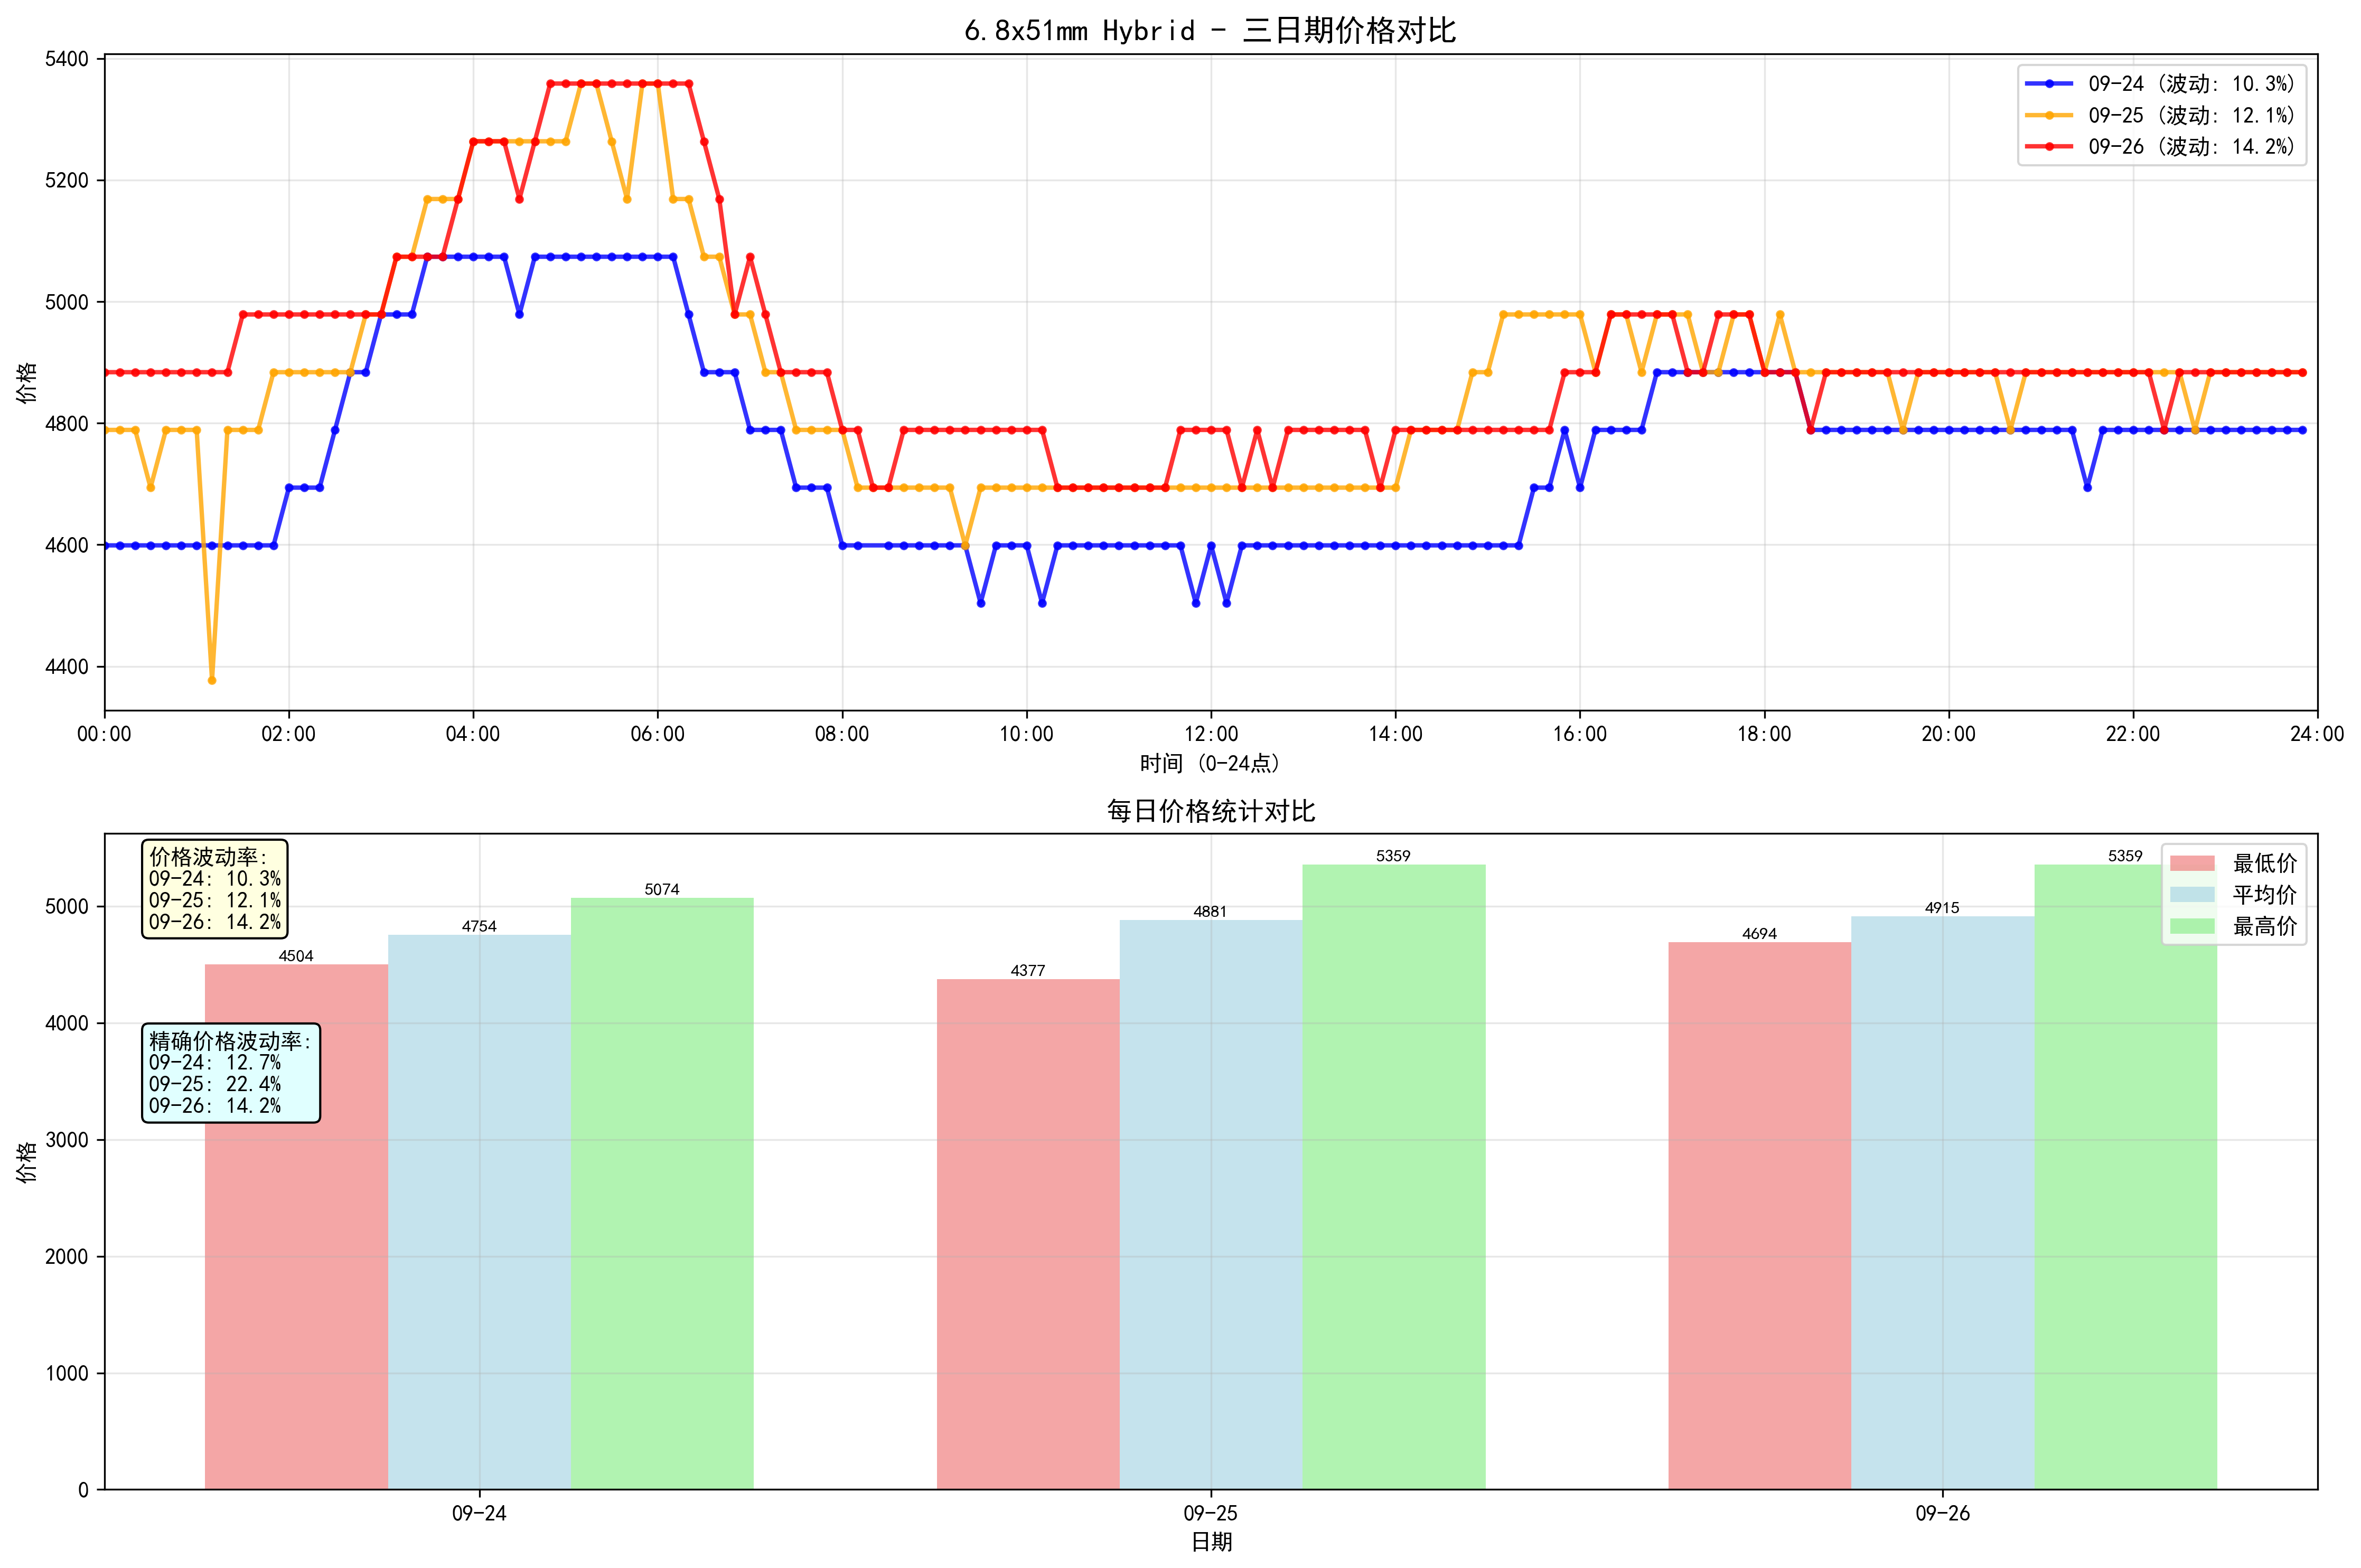 6.8x51mm Hybrid - 三日期价格对比
价格
5400
5200
5000
4800
4600
4400
09-24 (波动: 10.3%)
09-25 (波动: 12.1%)
09-26 (波动: 14.2%)
00:00 02:00 04:00 06:00 08:00 10:00 12:00 14:00 16:00 18:00 20:00 22:00 24:00
时间 (0-24点)
每日价格统计对比
价格
5000
4000
3000
2000
1000
0
价格波动率:
09-24: 10.3%
09-25: 12.1%
09-26: 14.2%
精确价格波动率:
09-24: 12.7%
09-25: 22.4%
09-26: 14.2%
4504 4754 5074
4377 4881 5359
4694 4915 5359
最低价
平均价
最高价
09-24 09-25 09-26
日期